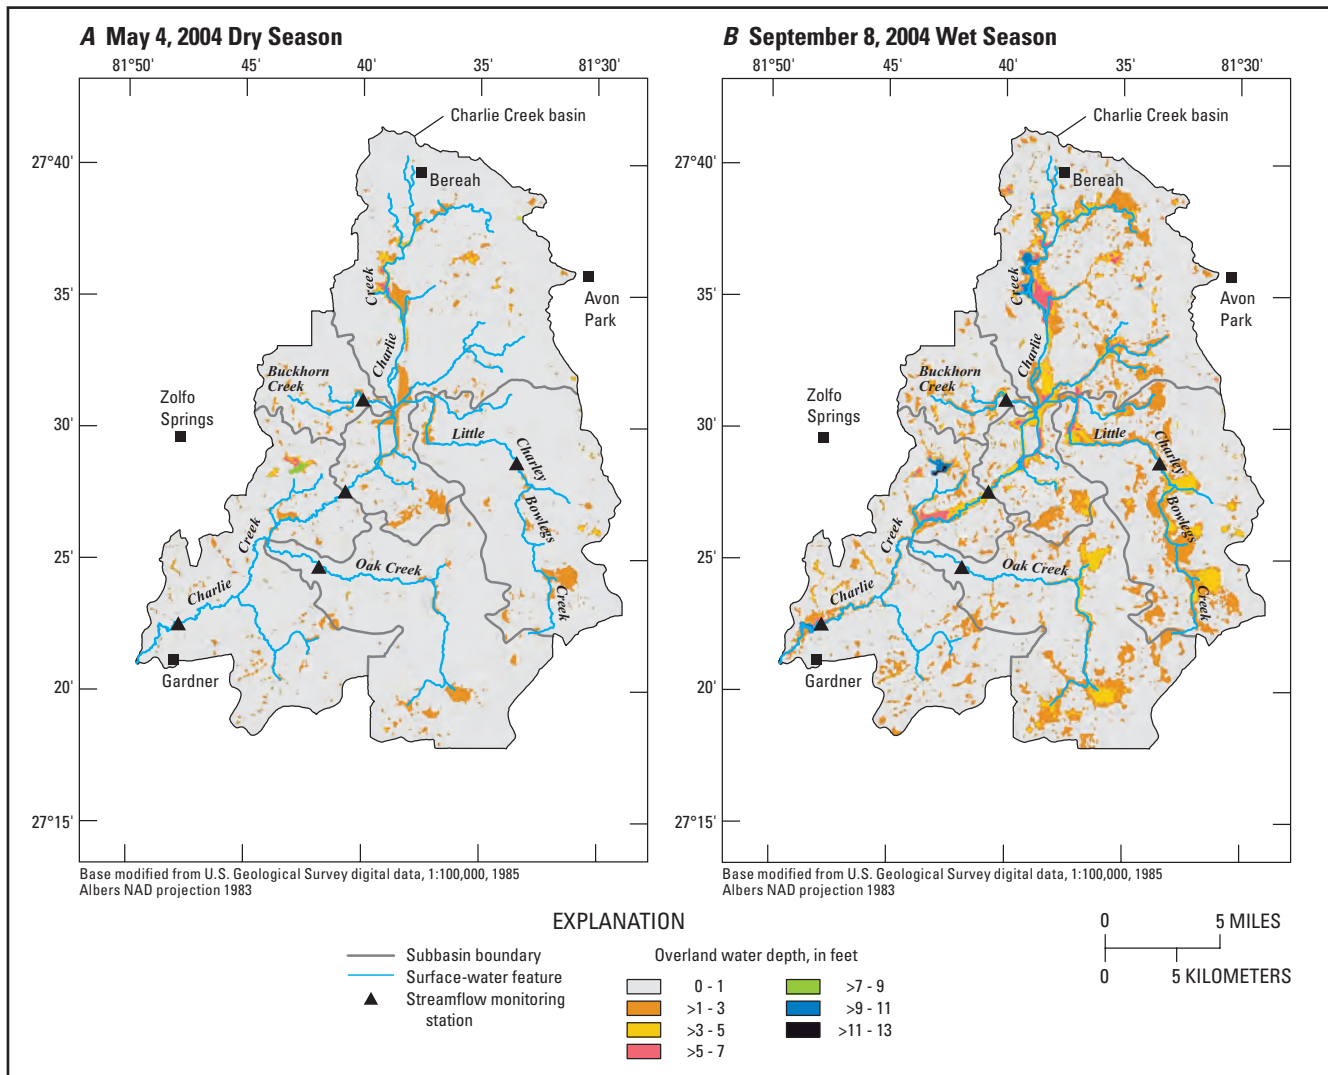 A May 4, 2004 Dry Season
81°50' 45' 40' 35' 81°30'
Charlie Creek basin
27°40'
Bereah
Creek
35'
Avon
Park
Charlie
Buckhorn
Creek
Zolfo
Springs
30'
Little
Charley
Bowlegs
Creek
Creek
25'
Oak Creek
Charlie
Gardner
20'
27°15'
Base modified from U.S. Geological Survey digital data, 1:100,000, 1985
Albers NAD projection 1983
B September 8, 2004 Wet Season
81°50' 45' 40' 35' 81°30'
Charlie Creek basin
27°40'
Bereah
Creek
35'
Avon
Park
Charlie
Buckhorn
Creek
Zolfo
Springs
30'
Little
Charley
Bowlegs
Creek
Creek
25'
Oak Creek
Charlie
Gardner
20'
27°15'
Base modified from U.S. Geological Survey digital data, 1:100,000, 1985
Albers NAD projection 1983
EXPLANATION
Subbasin boundary
Surface-water feature
Streamflow monitoring
station
Overland water depth, in feet
0 - 1
>1 - 3
>3 - 5
>5 - 7
>7 - 9
>9 - 11
>11 - 13
0 5 MILES
0 5 KILOMETERS